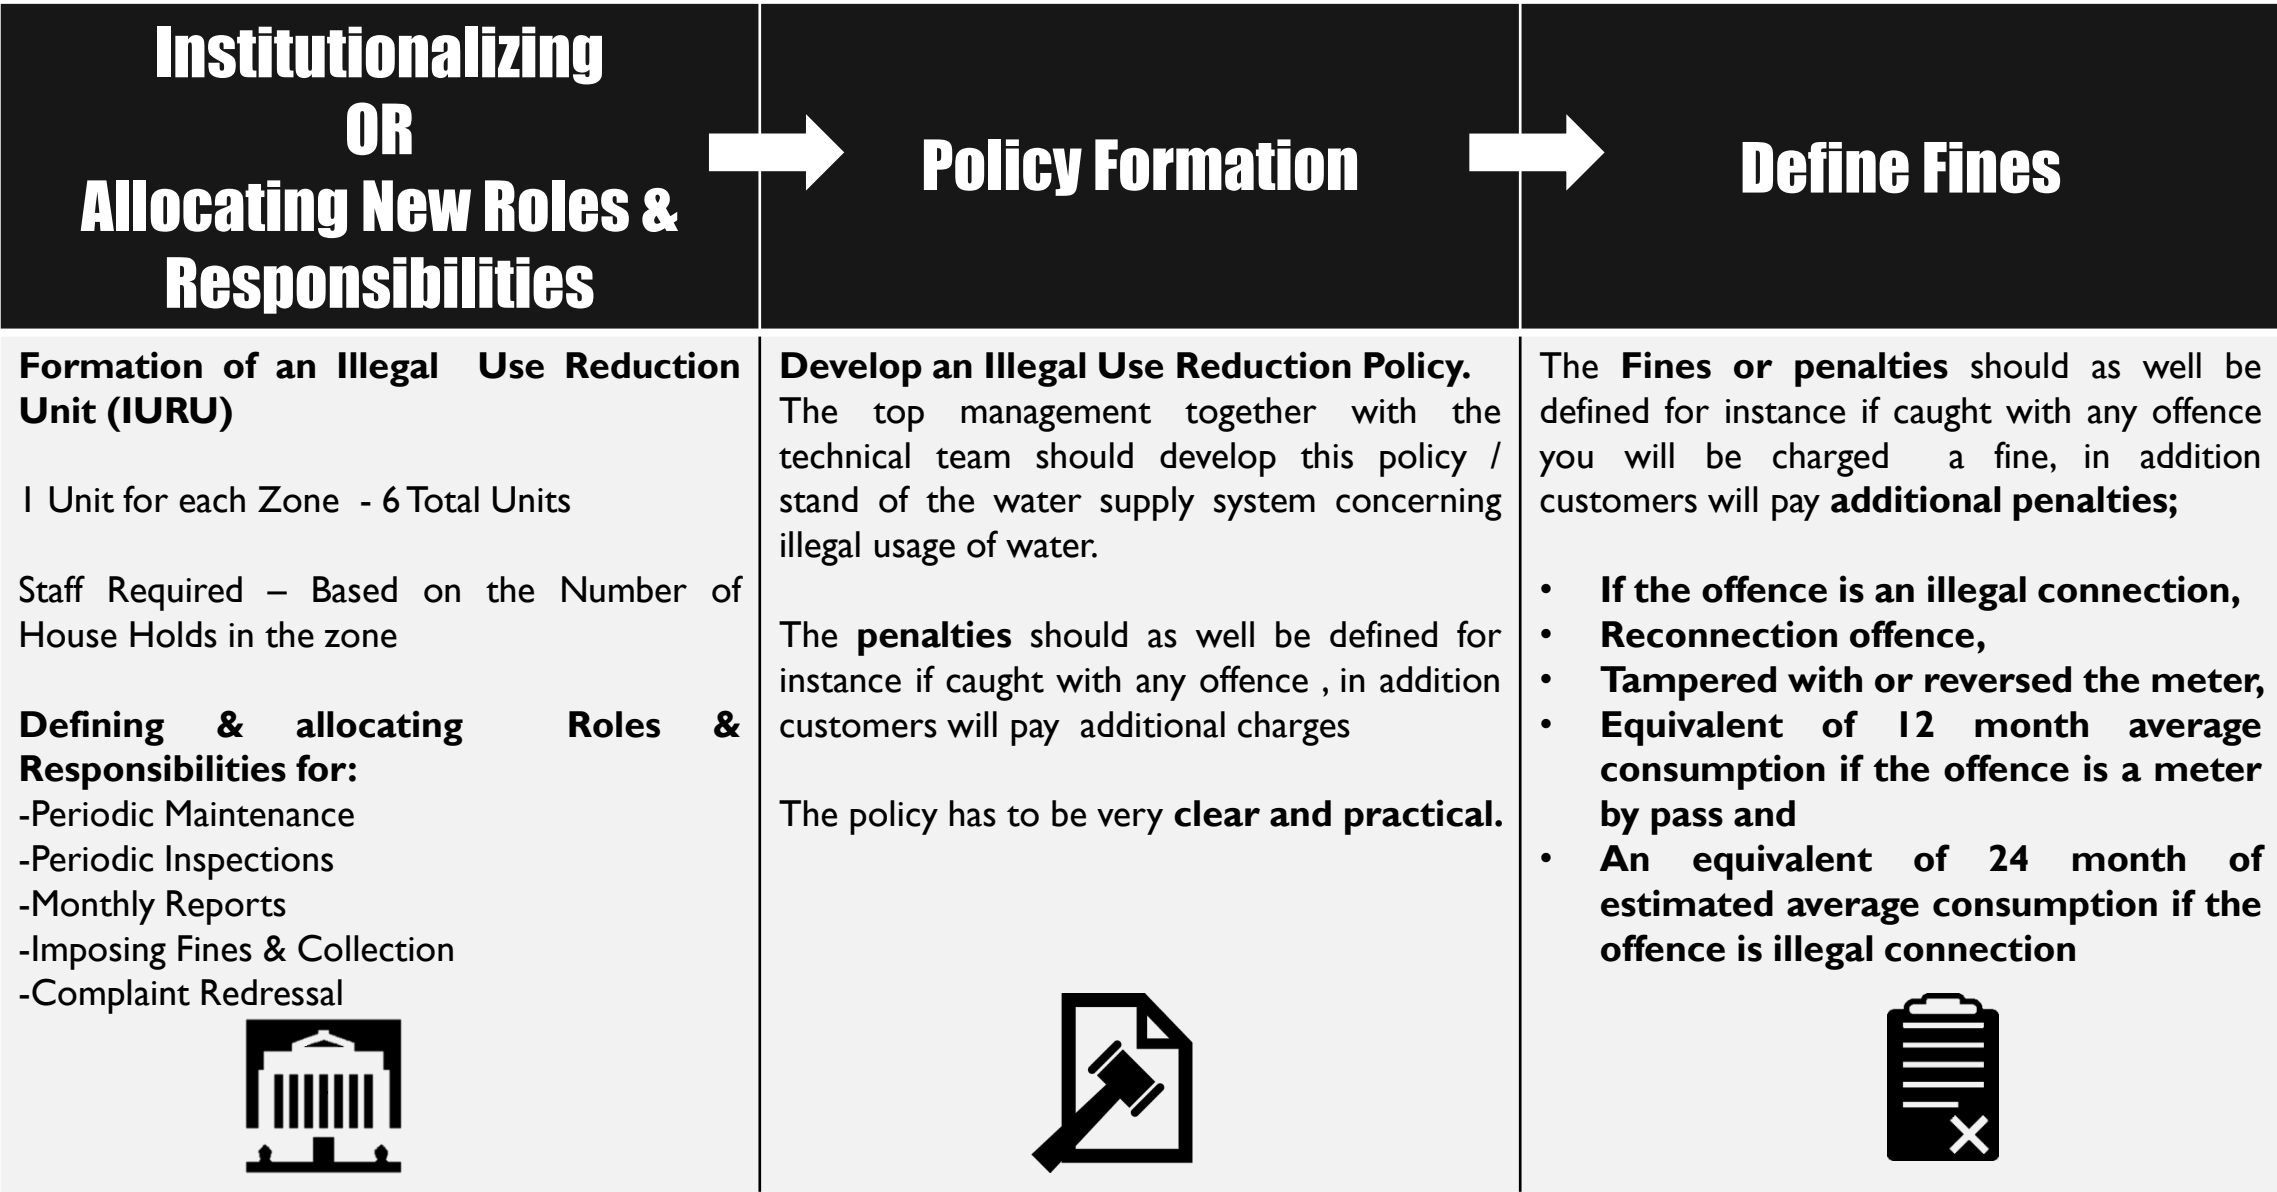 Institutionalizing
OR
Allocating New Roles &
Responsibilities
Policy Formation
Define Fines
Formation of an Illegal Use Reduction
Unit (IURU)
1 Unit for each Zone - 6 Total Units
Staff Required – Based on the Number of
House Holds in the zone
Defining & allocating Roles &
Responsibilities for:
-Periodic Maintenance
-Periodic Inspections
-Monthly Reports
-Imposing Fines & Collection
-Complaint Redressal
Develop an Illegal Use Reduction Policy.
The top management together with the
technical team should develop this policy /
stand of the water supply system concerning
illegal usage of water.
The penalties should as well be defined for
instance if caught with any offence , in addition
customers will pay additional charges
The policy has to be very clear and practical.
The Fines or penalties should as well be
defined for instance if caught with any offence
you will be charged a fine, in addition
customers will pay additional penalties;
• If the offence is an illegal connection,
• Reconnection offence,
• Tampered with or reversed the meter,
• Equivalent of 12 month average
consumption if the offence is a meter
by pass and
• An equivalent of 24 month of
estimated average consumption if the
offence is illegal connection